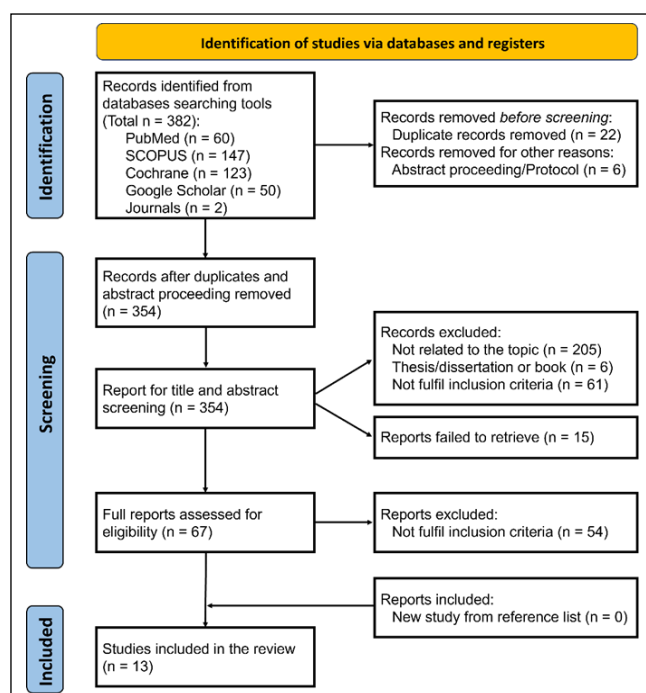 Identification of studies via databases and registers
Identification
Records identified from
databases searching tools
(Total n = 382):
PubMed (n = 60)
SCOPUS (n = 147)
Cochrane (n = 123)
Google Scholar (n = 50)
Journals (n = 2)
Records removed before screening:
Duplicate records removed (n = 22)
Records removed for other reasons:
Abstract proceeding/Protocol (n = 6)
Screening
Records after duplicates and
abstract proceeding removed
(n = 354)
Report for title and abstract
screening (n = 354)
Records excluded:
Not related to the topic (n = 205)
Thesis/dissertation or book (n = 6)
Not fulfil inclusion criteria (n = 61)
Reports failed to retrieve (n = 15)
Full reports assessed for
eligibility (n = 67)
Reports excluded:
Not fulfil inclusion criteria (n = 54)
Included
Reports included:
New study from reference list (n = 0)
Studies included in the review
(n = 13)